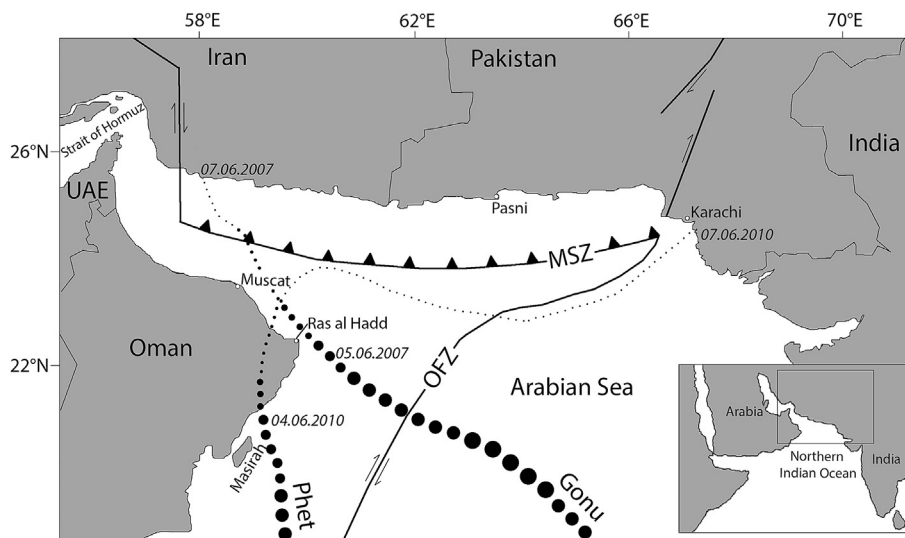 58°E
62°E
66°E
70°E
Iran
Pakistan
Strait of Hormuz
26°N
07.06.2007
India
UAE
Pasni
Karachi
07.06.2010
MSZ
Muscat
Ras al Hadd
Oman
05.06.2007
22°N
OFZ
Arabian Sea
04.06.2010
Masirah
Phet
Gonu
Arabia
Northern
Indian Ocean
India